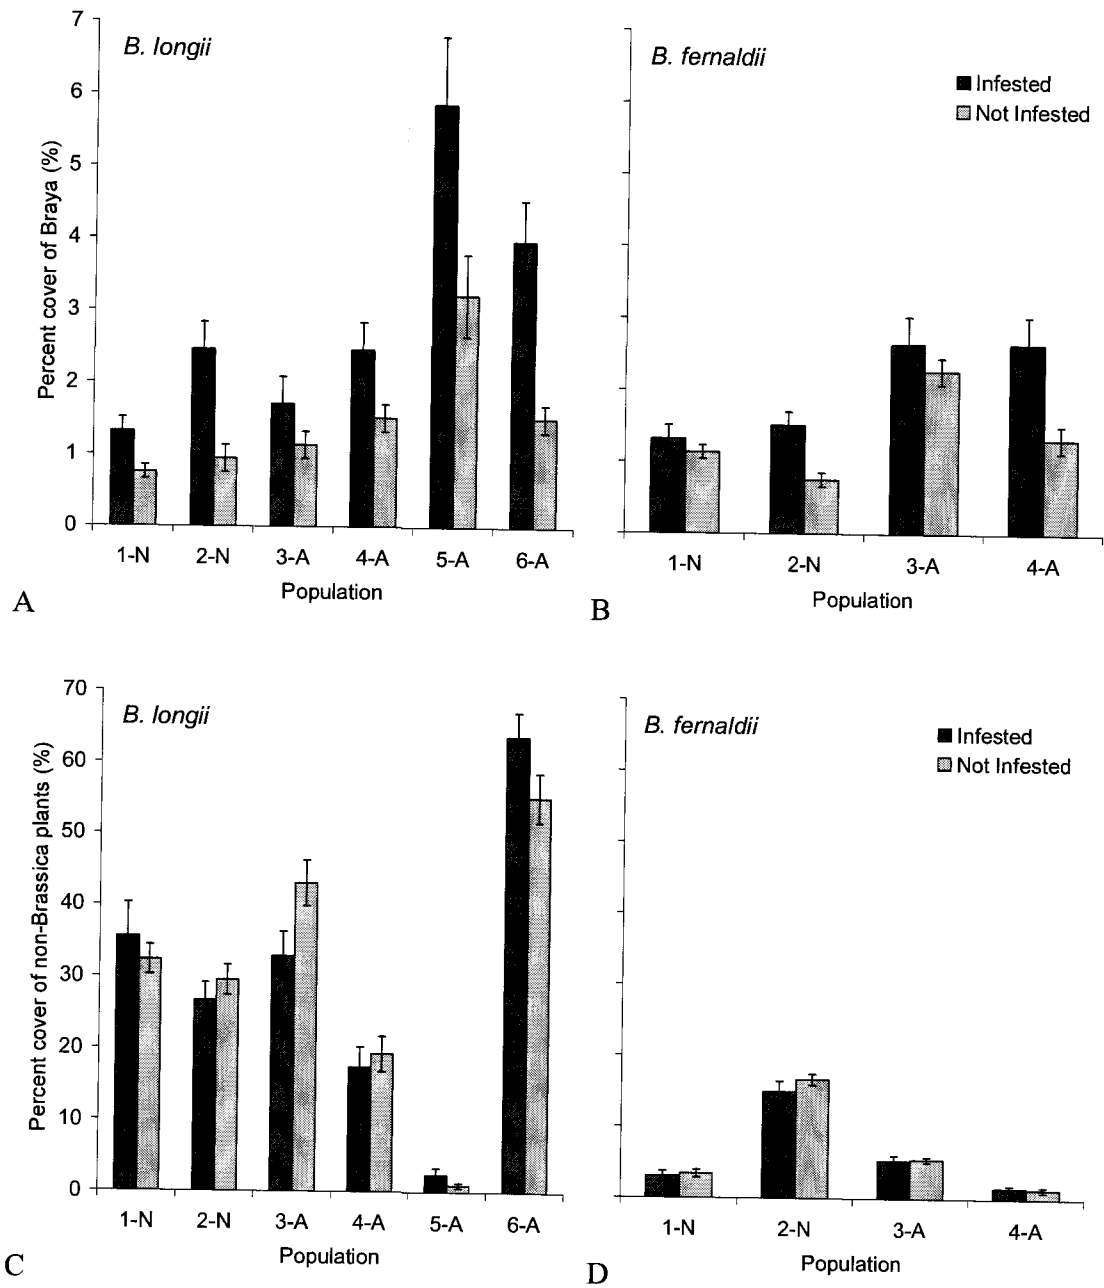 B. longii
Percent cover of Braya (%)
7
6
5
4
3
2
1
0
1-N 2-N 3-A 4-A 5-A 6-A
Population
A
B. fernaldii
Infested
Not Infested
1-N 2-N 3-A 4-A
Population
B
B. longii
Percent cover of non-Brassica plants (%)
70
60
50
40
30
20
10
0
1-N 2-N 3-A 4-A 5-A 6-A
Population
C
B. fernaldii
Infested
Not Infested
1-N 2-N 3-A 4-A
Population
D